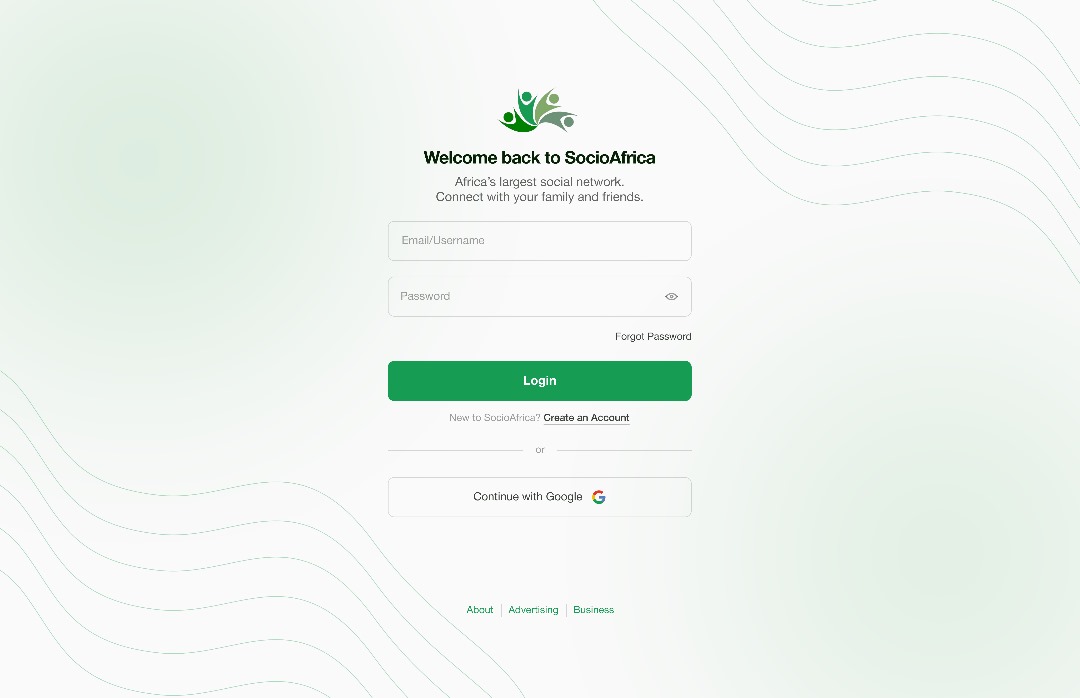 Welcome back to SocioAfrica
Africa’s largest social network.
Connect with your family and friends.
Email/Username
Password
Forgot Password
Login
New to SocioAfrica? Create an Account
or
Continue with Google
About Advertising Business